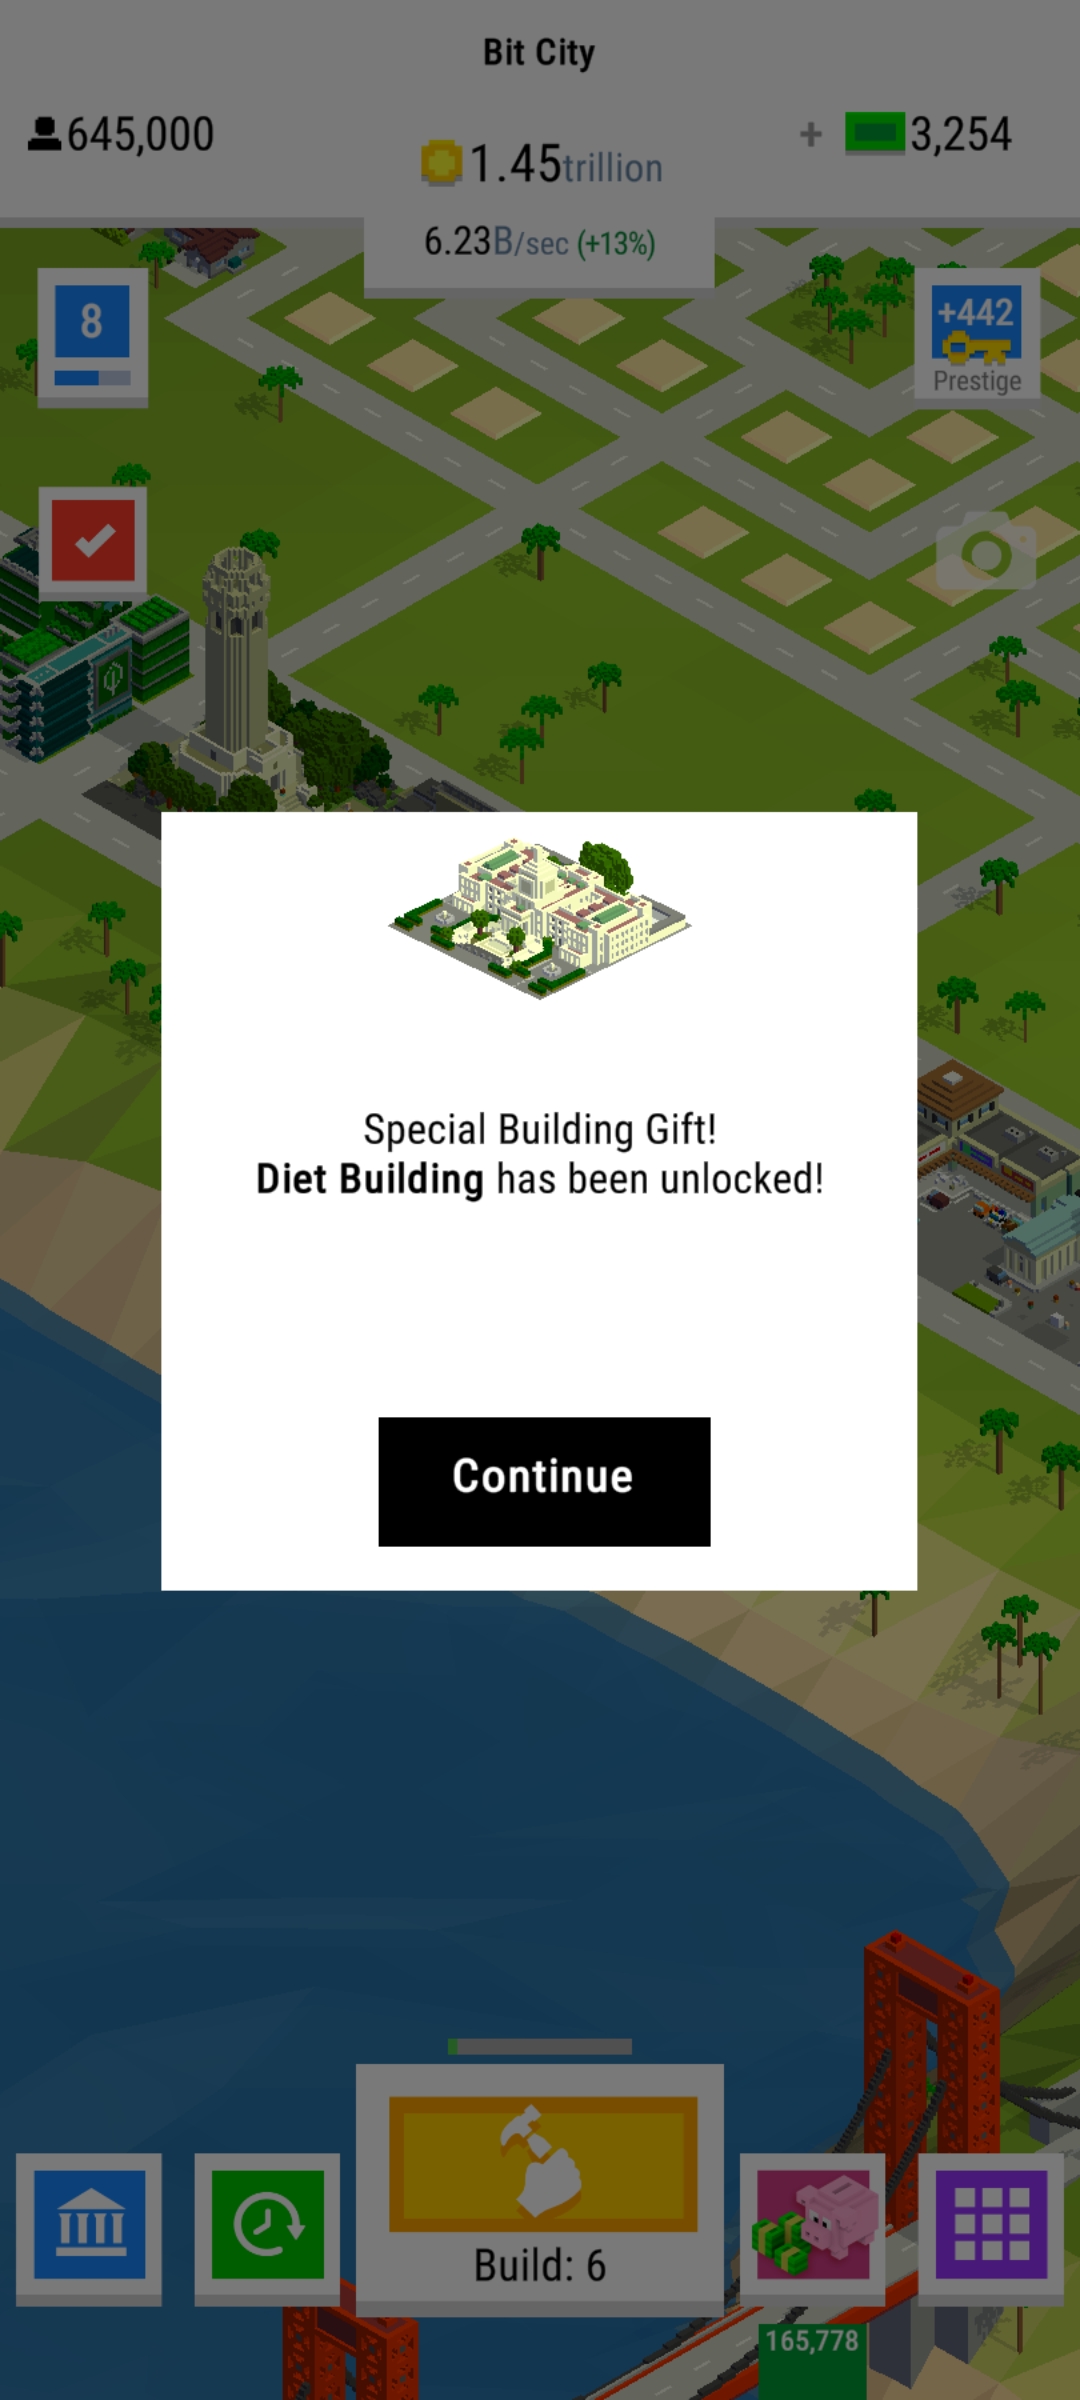 Bit City
645,000
1.45trillion
+ 3,254
6.23B/sec (+13%)
8
+442
Prestige
Special Building Gift!
Diet Building has been unlocked!
Continue
Build: 6
165,778